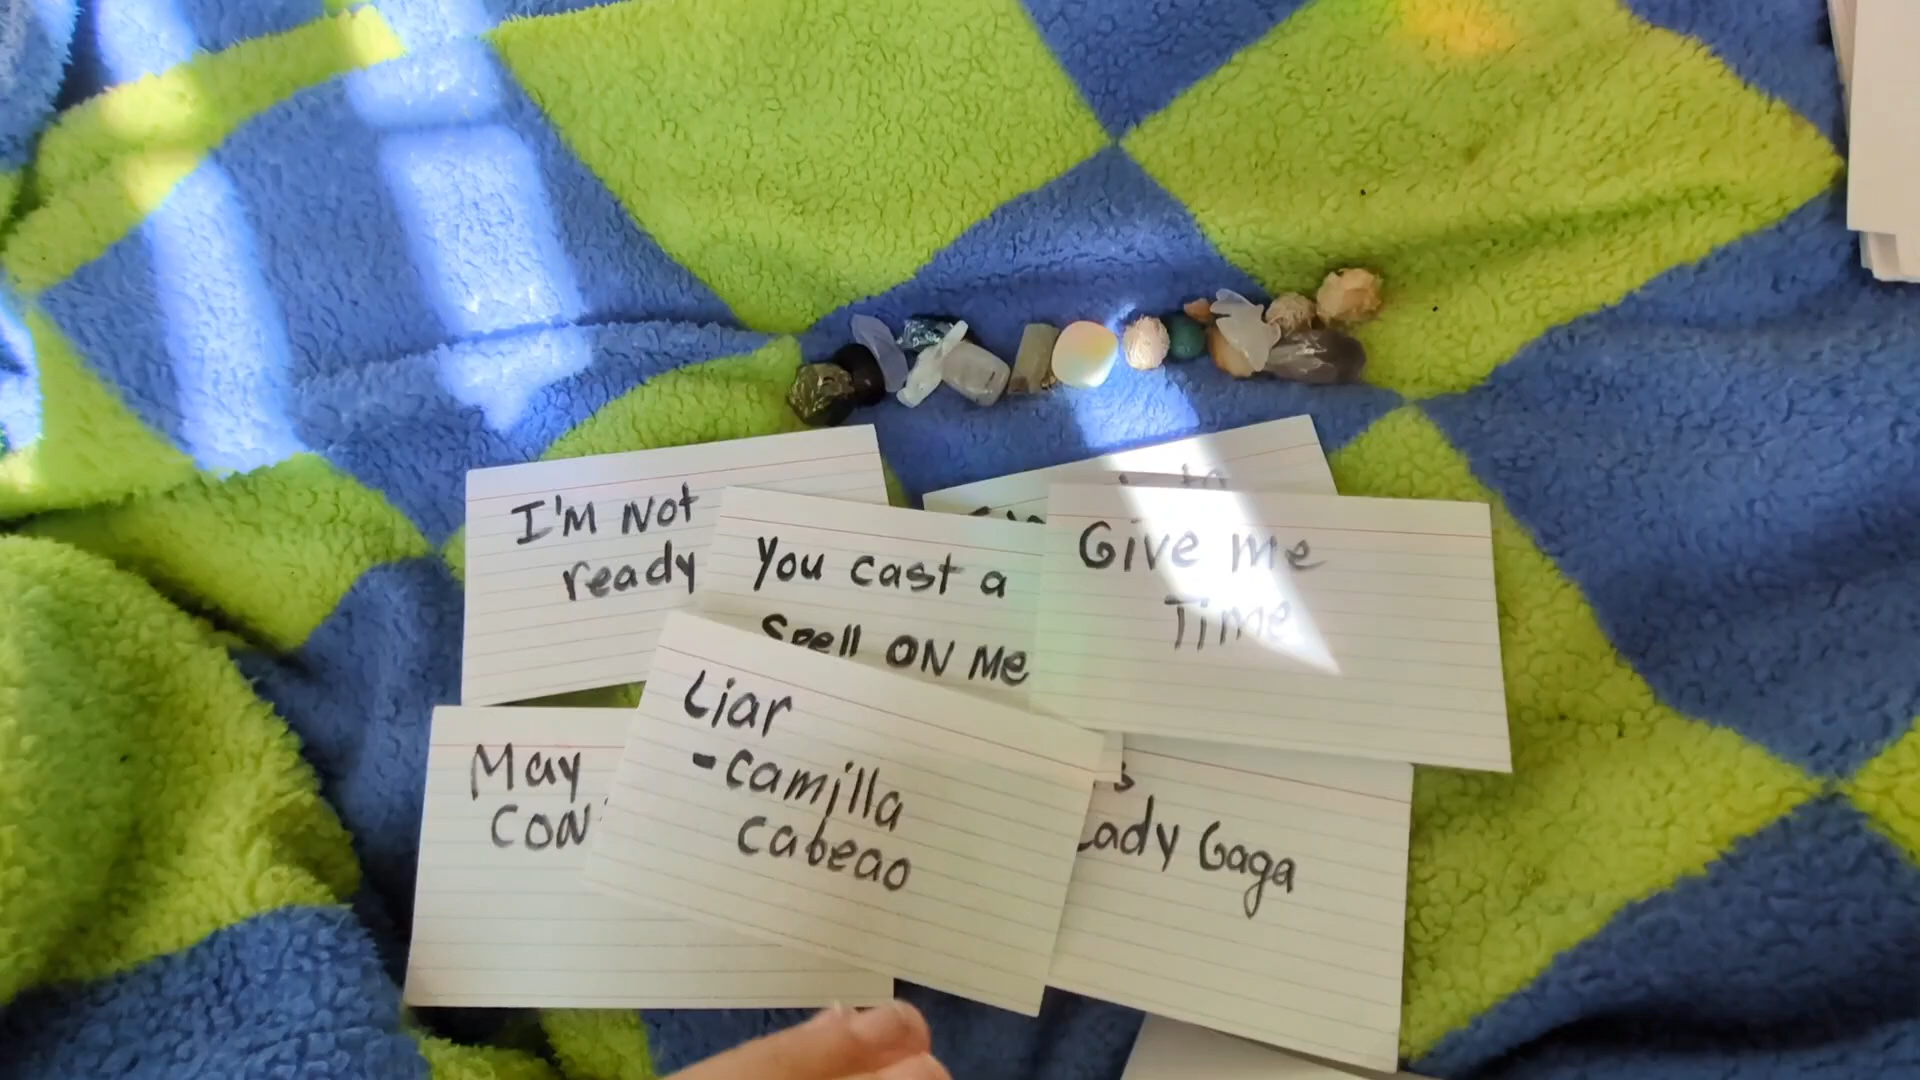 I'M Not
ready
You cast a
Spell ON Me
Give me
Time
May
Liar
-Camilla
Cabeao
Lady Gaga